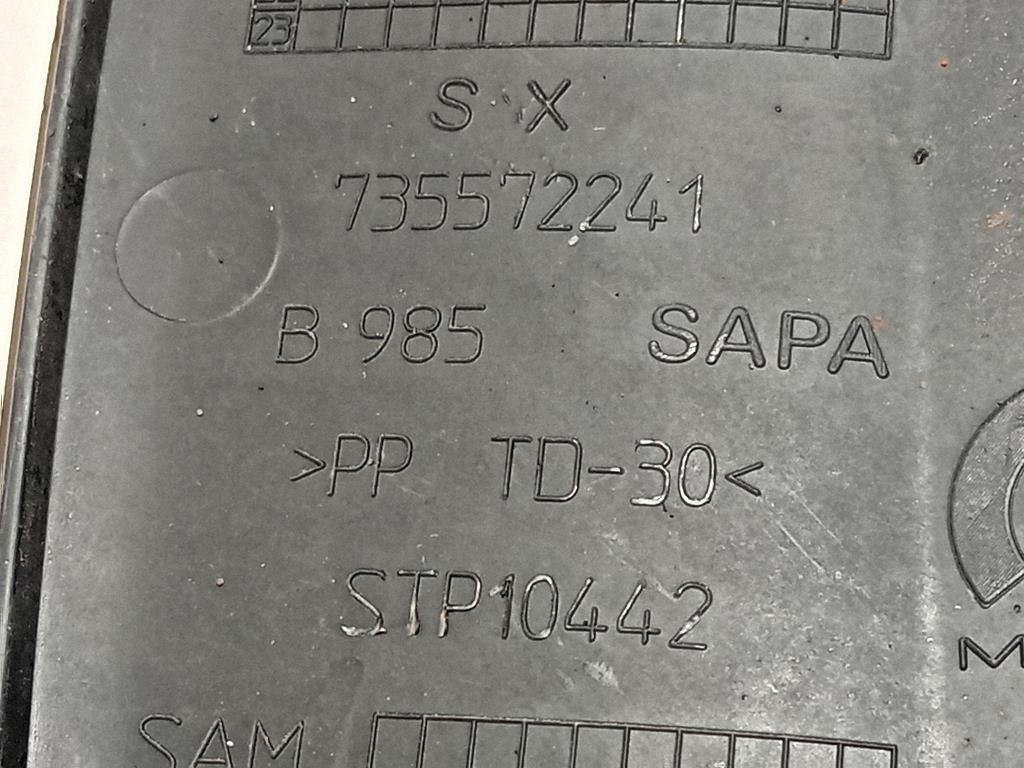 23
S X
735572241
B 985 SAPA
>PP TD-30<
STP10442
SAM